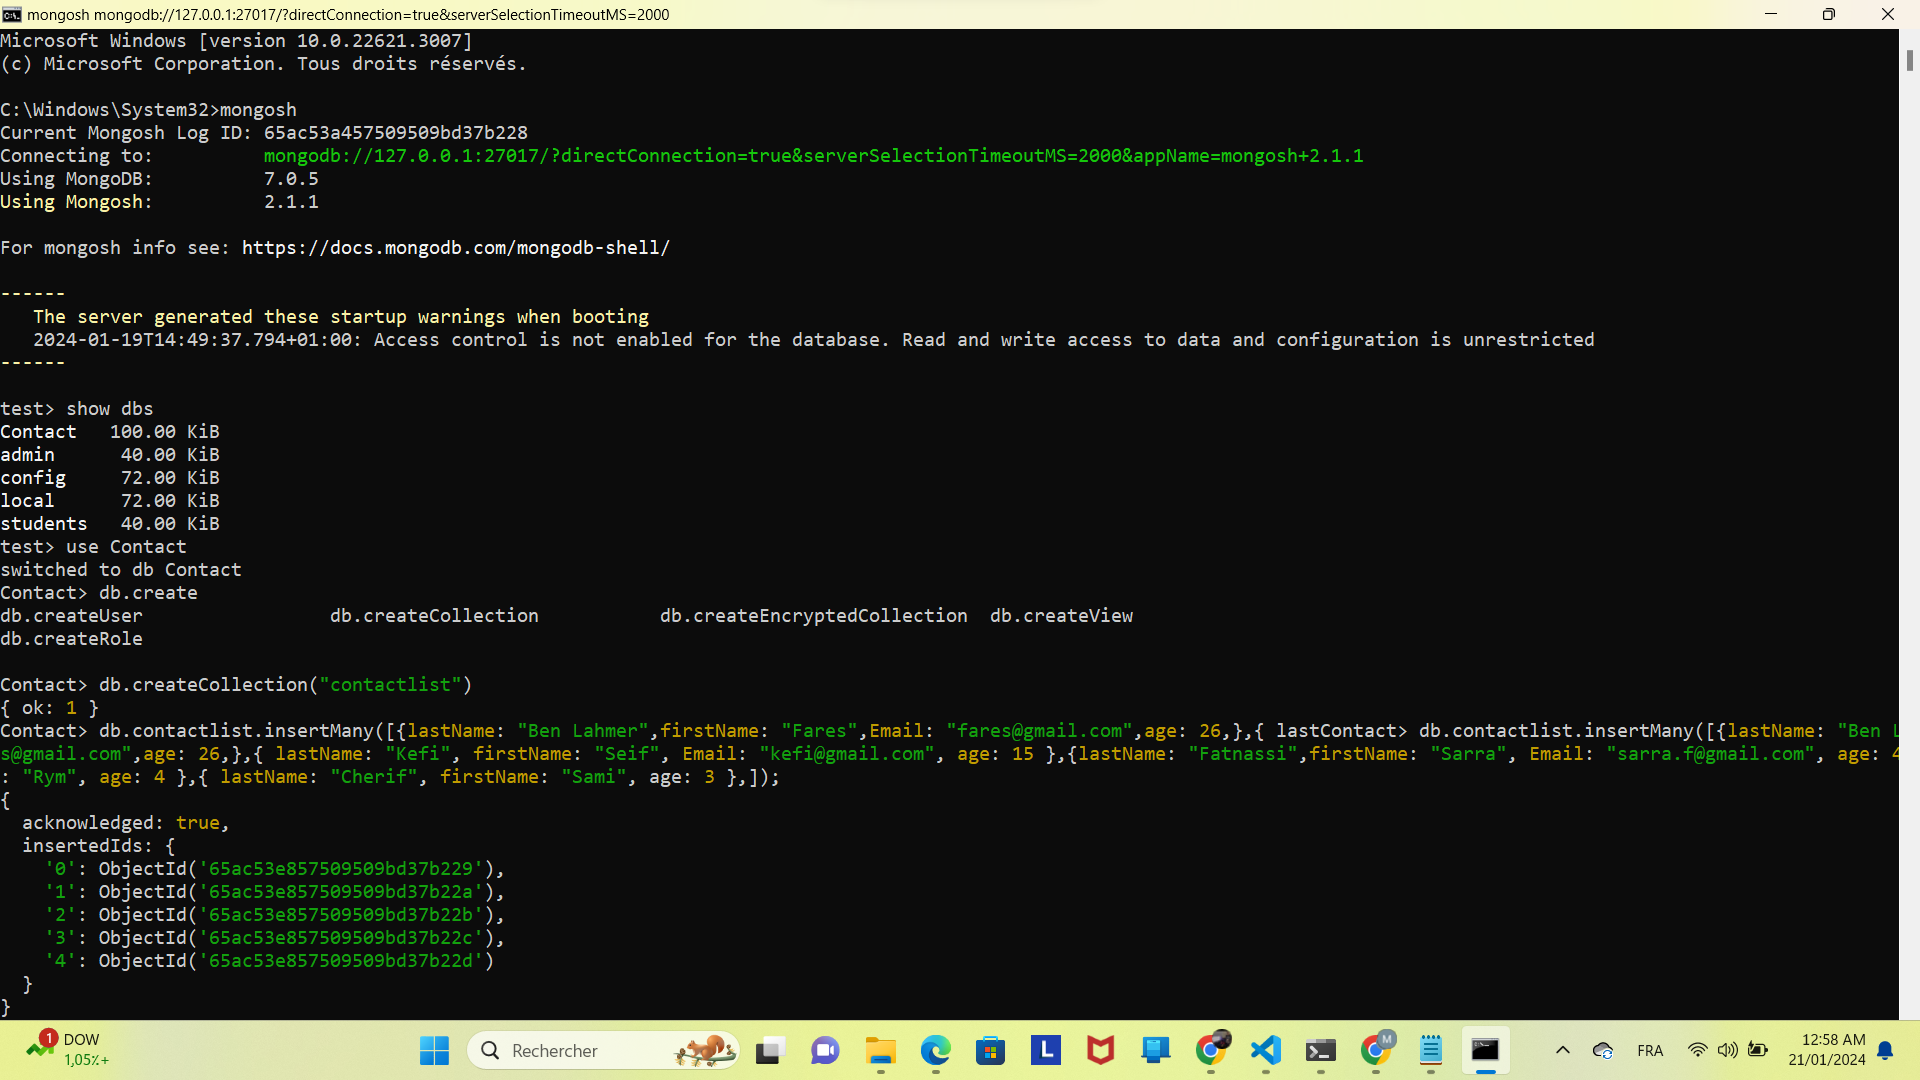 mongosh mongodb://127.0.0.1:27017/?directConnection=true&serverSelectionTimeoutMS=2000
Microsoft Windows [version 10.0.22621.3007]
(c) Microsoft Corporation. Tous droits réservés.
C:\Windows\System32>mongosh
Current Mongosh Log ID: 65ac53a457509509bd37b228
Connecting to:          mongodb://127.0.0.1:27017/?directConnection=true&serverSelectionTimeoutMS=2000&appName=mongosh+2.1.1
Using MongoDB:          7.0.5
Using Mongosh:          2.1.1
For mongosh info see: https://docs.mongodb.com/mongodb-shell/
------
   The server generated these startup warnings when booting
   2024-01-19T14:49:37.794+01:00: Access control is not enabled for the database. Read and write access to data and configuration is unrestricted
------
test> show dbs
Contact   100.00 KiB
admin      40.00 KiB
config     72.00 KiB
local      72.00 KiB
students   40.00 KiB
test> use Contact
switched to db Contact
Contact> db.create
db.createUser                 db.createCollection           db.createEncryptedCollection  db.createView
db.createRole
Contact> db.createCollection("contactlist")
{ ok: 1 }
Contact> db.contactlist.insertMany([{lastName: "Ben Lahmer",firstName: "Fares",Email: "fares@gmail.com",age: 26,},{ lastContact> db.contactlist.insertMany([{lastName: "Ben L
s@gmail.com",age: 26,},{ lastName: "Kefi", firstName: "Seif", Email: "kefi@gmail.com", age: 15 },{lastName: "Fatnassi",firstName: "Sarra", Email: "sarra.f@gmail.com", age: 4
: "Rym", age: 4 },{ lastName: "Cherif", firstName: "Sami", age: 3 },]);
{
  acknowledged: true,
  insertedIds: {
    '0': ObjectId('65ac53e857509509bd37b229'),
    '1': ObjectId('65ac53e857509509bd37b22a'),
    '2': ObjectId('65ac53e857509509bd37b22b'),
    '3': ObjectId('65ac53e857509509bd37b22c'),
    '4': ObjectId('65ac53e857509509bd37b22d')
  }
}
1 DOW
1,05%+
Rechercher
L
M
FRA
12:58 AM
21/01/2024